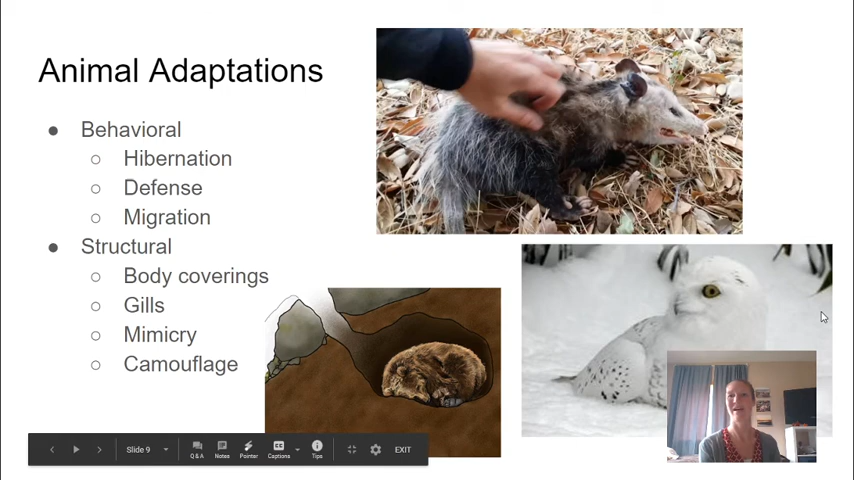 Animal Adaptations
● Behavioral
○ Hibernation
○ Defense
○ Migration
● Structural
○ Body coverings
○ Gills
○ Mimicry
○ Camouflage
Slide 9
Q & A
Notes
Pointer
CC
Captions
Tips
EXIT